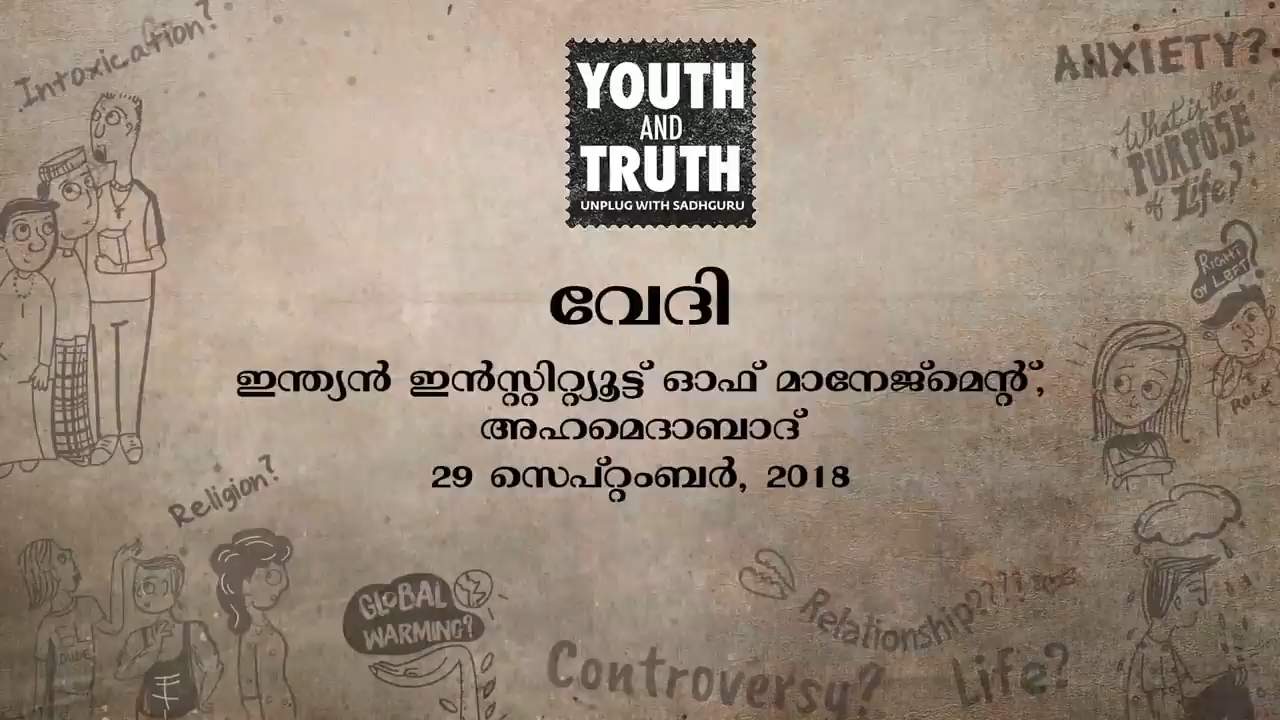 Intoxication?
YOUTH
AND
TRUTH
UNPLUG WITH SADHGURU
ANXIETY?
What is the
PURPOSE
of Life?
RIGHT
OR LEFT
ROCK
വേദി
ഇന്ത്യൻ ഇൻസ്റ്റിറ്റ്യൂട്ട് ഓഫ് മാനേജ്മെന്റ്,
അഹമെദാബാദ്
29 സെപ്റ്റംബർ, 2018
Religion?
GLOBAL
WARMING?
Relationship????
Controversy?
Life?